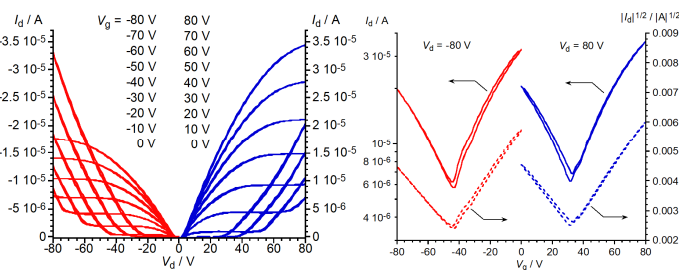 I_d / A V_g = -80 V 80 V I_d / A
-70 V 70 V
-60 V 60 V
-50 V 50 V
-40 V 40 V
-30 V 30 V
-20 V 20 V
-10 V 10 V
0 V 0 V
-3.5 10^-5
-3 10^-5
-2.5 10^-5
-2 10^-5
-1.5 10^-5
-1 10^-5
-5 10^-6
0
3.5 10^-5
3 10^-5
2.5 10^-5
2 10^-5
1.5 10^-5
1 10^-5
5 10^-6
0
-80 -60 -40 -20 0 20 40 60 80
V_d / V
I_d / A |I_d|^1/2 / |A|^1/2
V_d = -80 V V_d = 80 V
3 10^-5
10^-5
8 10^-6
6 10^-6
4 10^-6
0.009
0.008
0.007
0.006
0.005
0.004
0.003
0.002
-80 -60 -40 -20 0 20 40 60 80
V_g / V